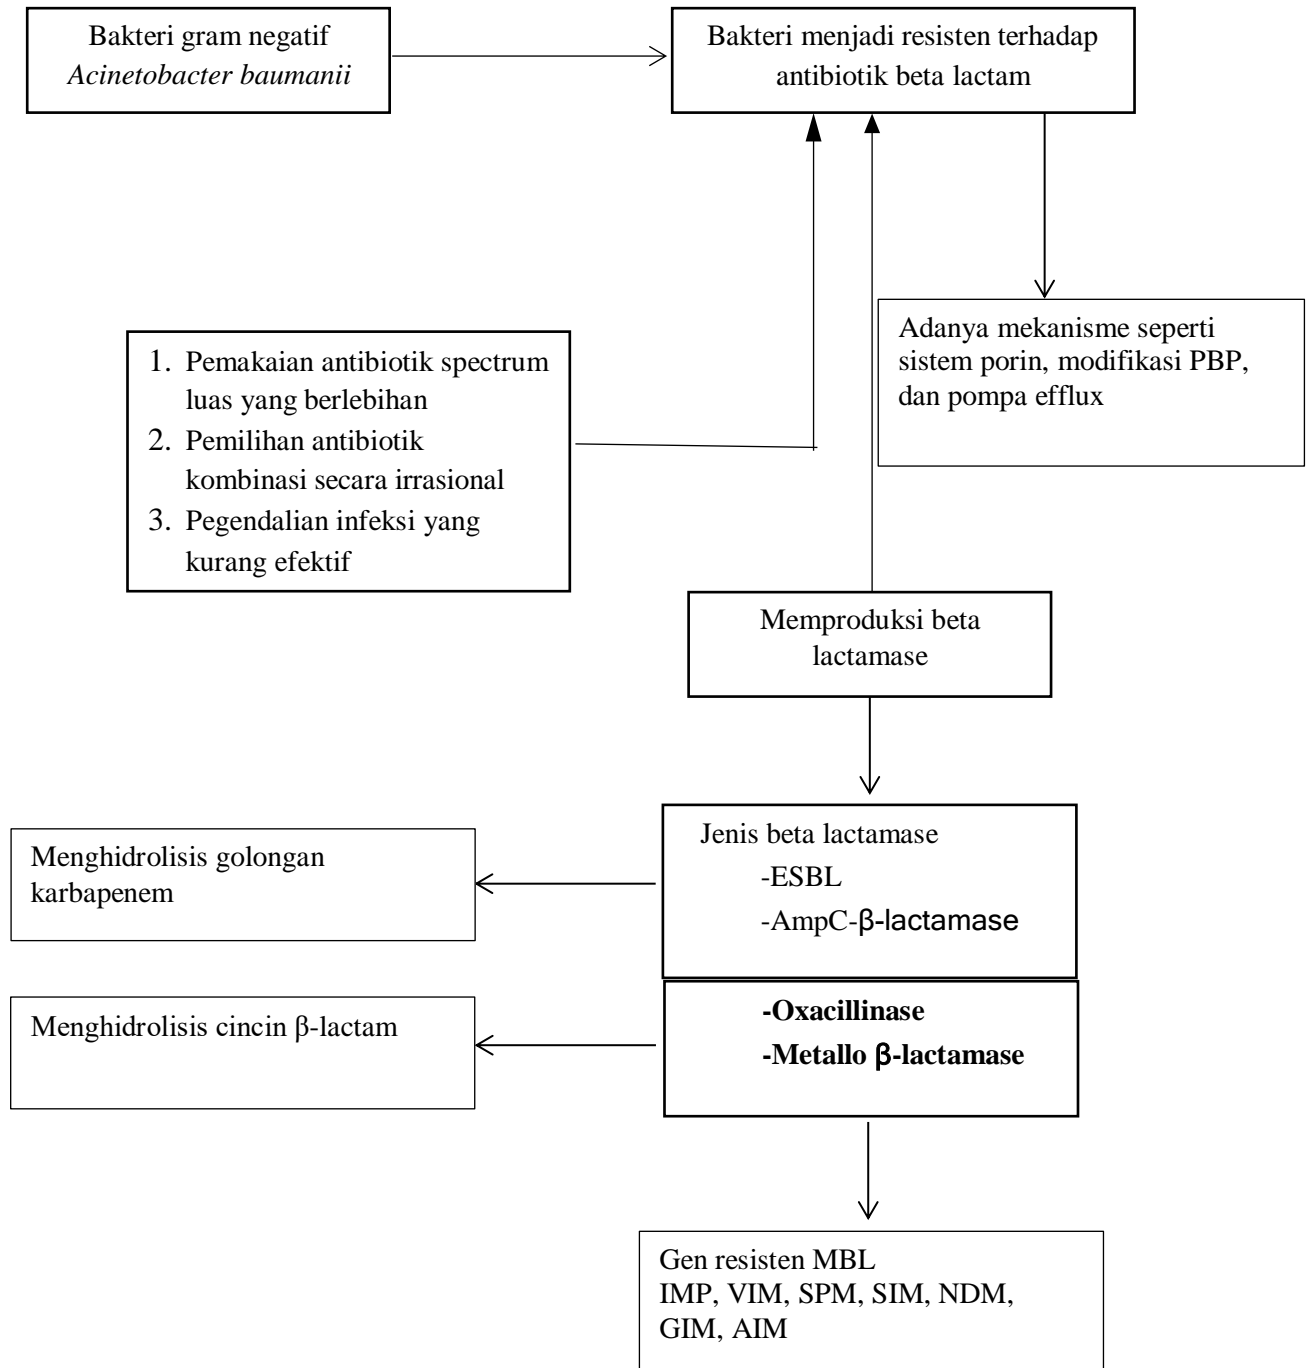 Bakteri gram negatif
Acinetobacter baumanii
Bakteri menjadi resisten terhadap
antibiotik beta lactam
Adanya mekanisme seperti
sistem porin, modifikasi PBP,
dan pompa efflux
1. Pemakaian antibiotik spectrum
luas yang berlebihan
2. Pemilihan antibiotik
kombinasi secara irrasional
3. Pegendalian infeksi yang
kurang efektif
Memproduksi beta
lactamase
Jenis beta lactamase
-ESBL
-AmpC-β-lactamase
Menghidrolisis golongan
karbapenem
-Oxacillinase
-Metallo β-lactamase
Menghidrolisis cincin β-lactam
Gen resisten MBL
IMP, VIM, SPM, SIM, NDM,
GIM, AIM